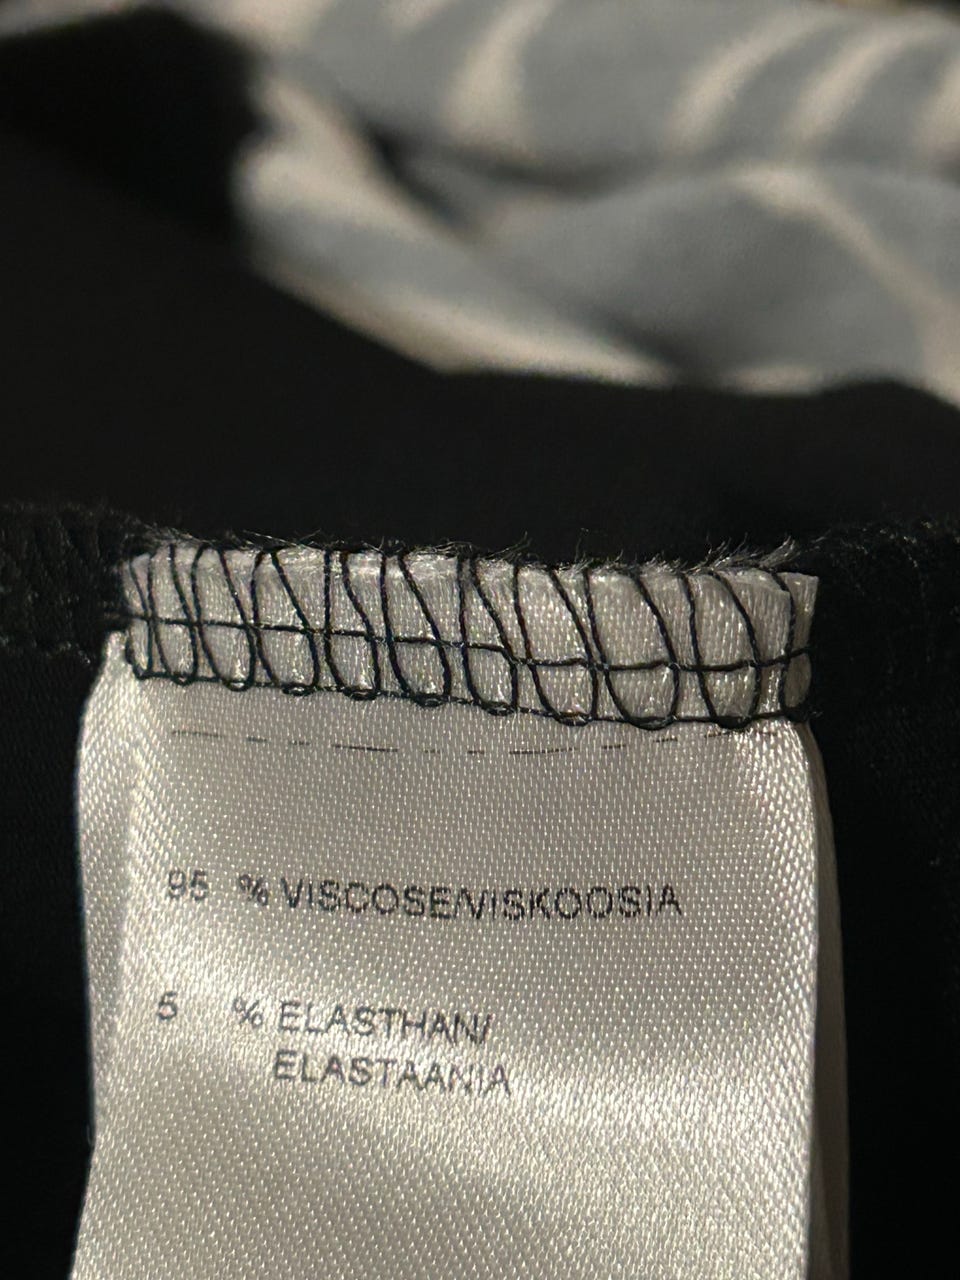 95 % VISCOSE/VISKOOSIA
5 % ELASTHAN/
ELASTAANIA